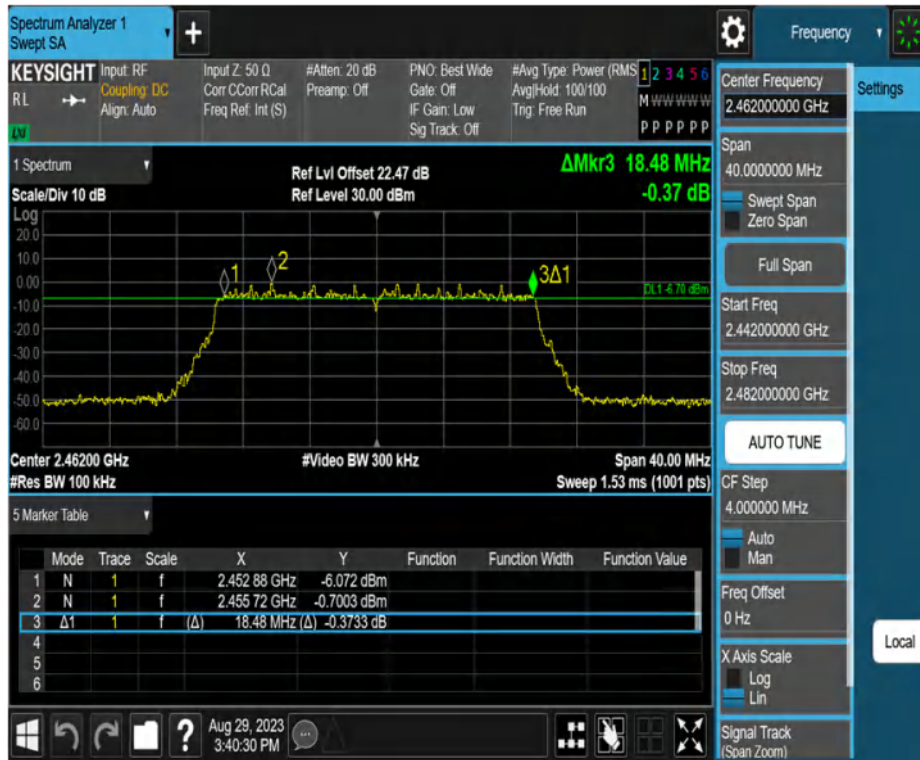 Spectrum Analyzer 1
Swept SA
Frequency
KEYSIGHT
RL
LXI
Input: RF
Coupling: DC
Align: Auto
Input Z: 50 Ω
Corr CCorr RCal
Freq Ref: Int (S)
#Atten: 20 dB
Preamp: Off
PNO: Best Wide
Gate: Off
IF Gain: Low
Sig Track: Off
#Avg Type: Power (RMS
Avg|Hold: 100/100
Trig: Free Run
1 2 3 4 5 6
M W W W W W
P P P P P P
1 Spectrum
Scale/Div 10 dB
Ref Lvl Offset 22.47 dB
Ref Level 30.00 dBm
ΔMkr3 18.48 MHz
-0.37 dB
Log
20.0
10.0
0.00
-10.0
-20.0
-30.0
-40.0
-50.0
-60.0
1
2
3Δ1
DL1 -6.70 dBm
Center 2.46200 GHz
#Video BW 300 kHz
Span 40.00 MHz
#Res BW 100 kHz
Sweep 1.53 ms (1001 pts)
5 Marker Table
Mode Trace Scale X Y Function Function Width Function Value
1 N 1 f 2.452 88 GHz -6.072 dBm
2 N 1 f 2.455 72 GHz -0.7003 dBm
3 Δ1 1 f (Δ) 18.48 MHz (Δ) -0.3733 dB
4
5
6
?
Aug 29, 2023
3:40:30 PM
Center Frequency
2.462000000 GHz
Settings
Span
40.0000000 MHz
Swept Span
Zero Span
Full Span
Start Freq
2.442000000 GHz
Stop Freq
2.482000000 GHz
AUTO TUNE
CF Step
4.000000 MHz
Auto
Man
Freq Offset
0 Hz
Local
X Axis Scale
Log
Lin
Signal Track
(Span Zoom)